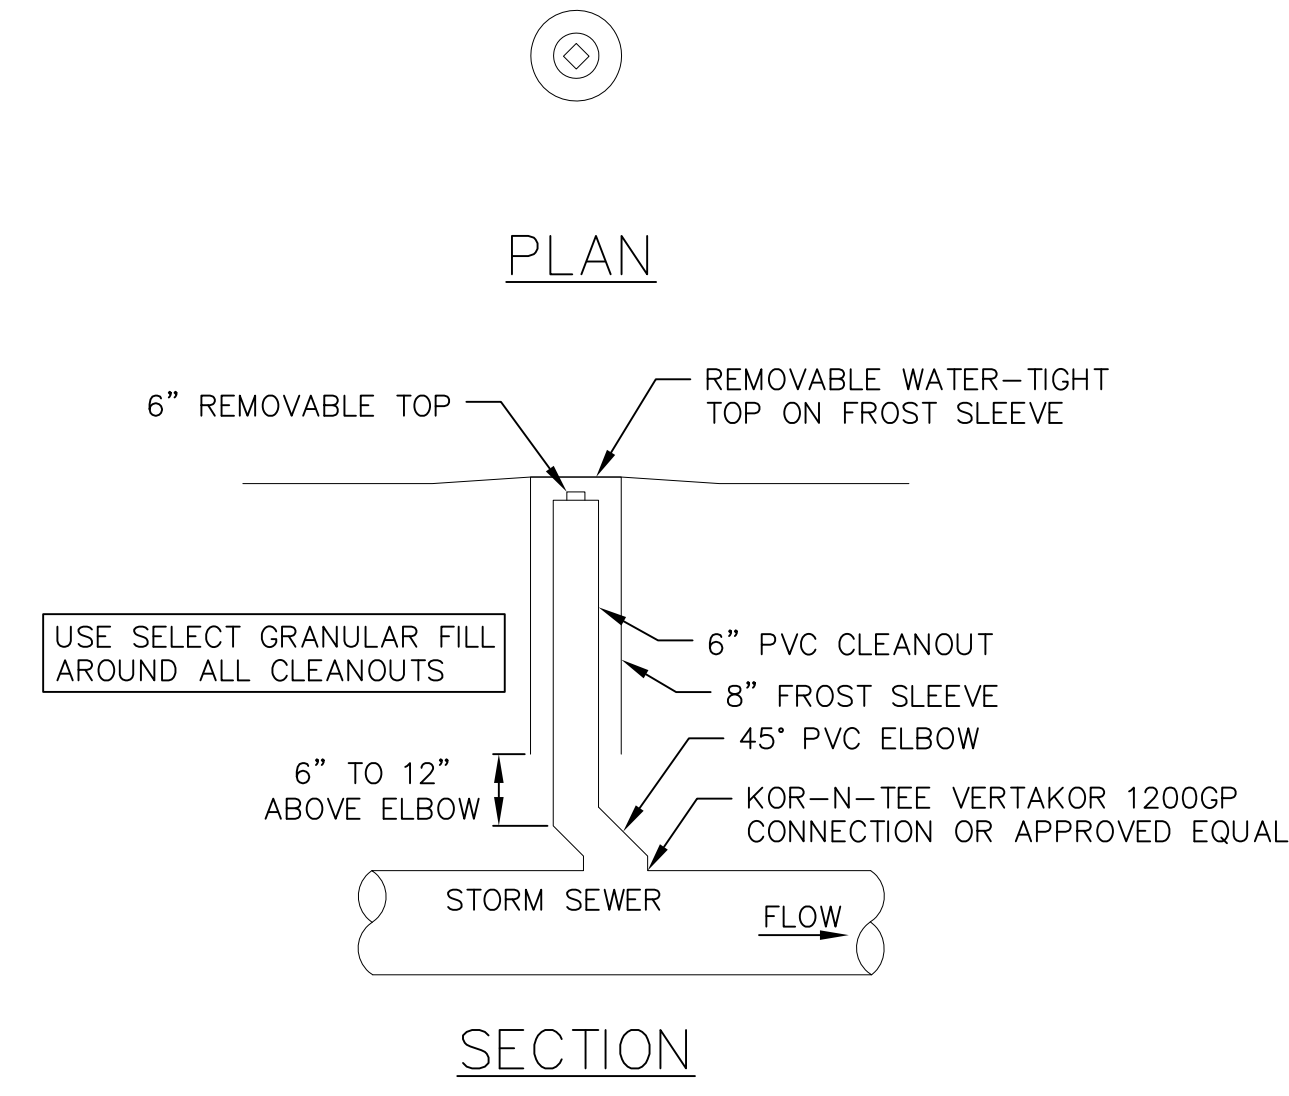 PLAN
6” REMOVABLE TOP
REMOVABLE WATER-TIGHT
TOP ON FROST SLEEVE
USE SELECT GRANULAR FILL
AROUND ALL CLEANOUTS
6” PVC CLEANOUT
8” FROST SLEEVE
45° PVC ELBOW
6” TO 12”
ABOVE ELBOW
KOR-N-TEE VERTAKOR 1200GP
CONNECTION OR APPROVED EQUAL
STORM SEWER
FLOW
SECTION